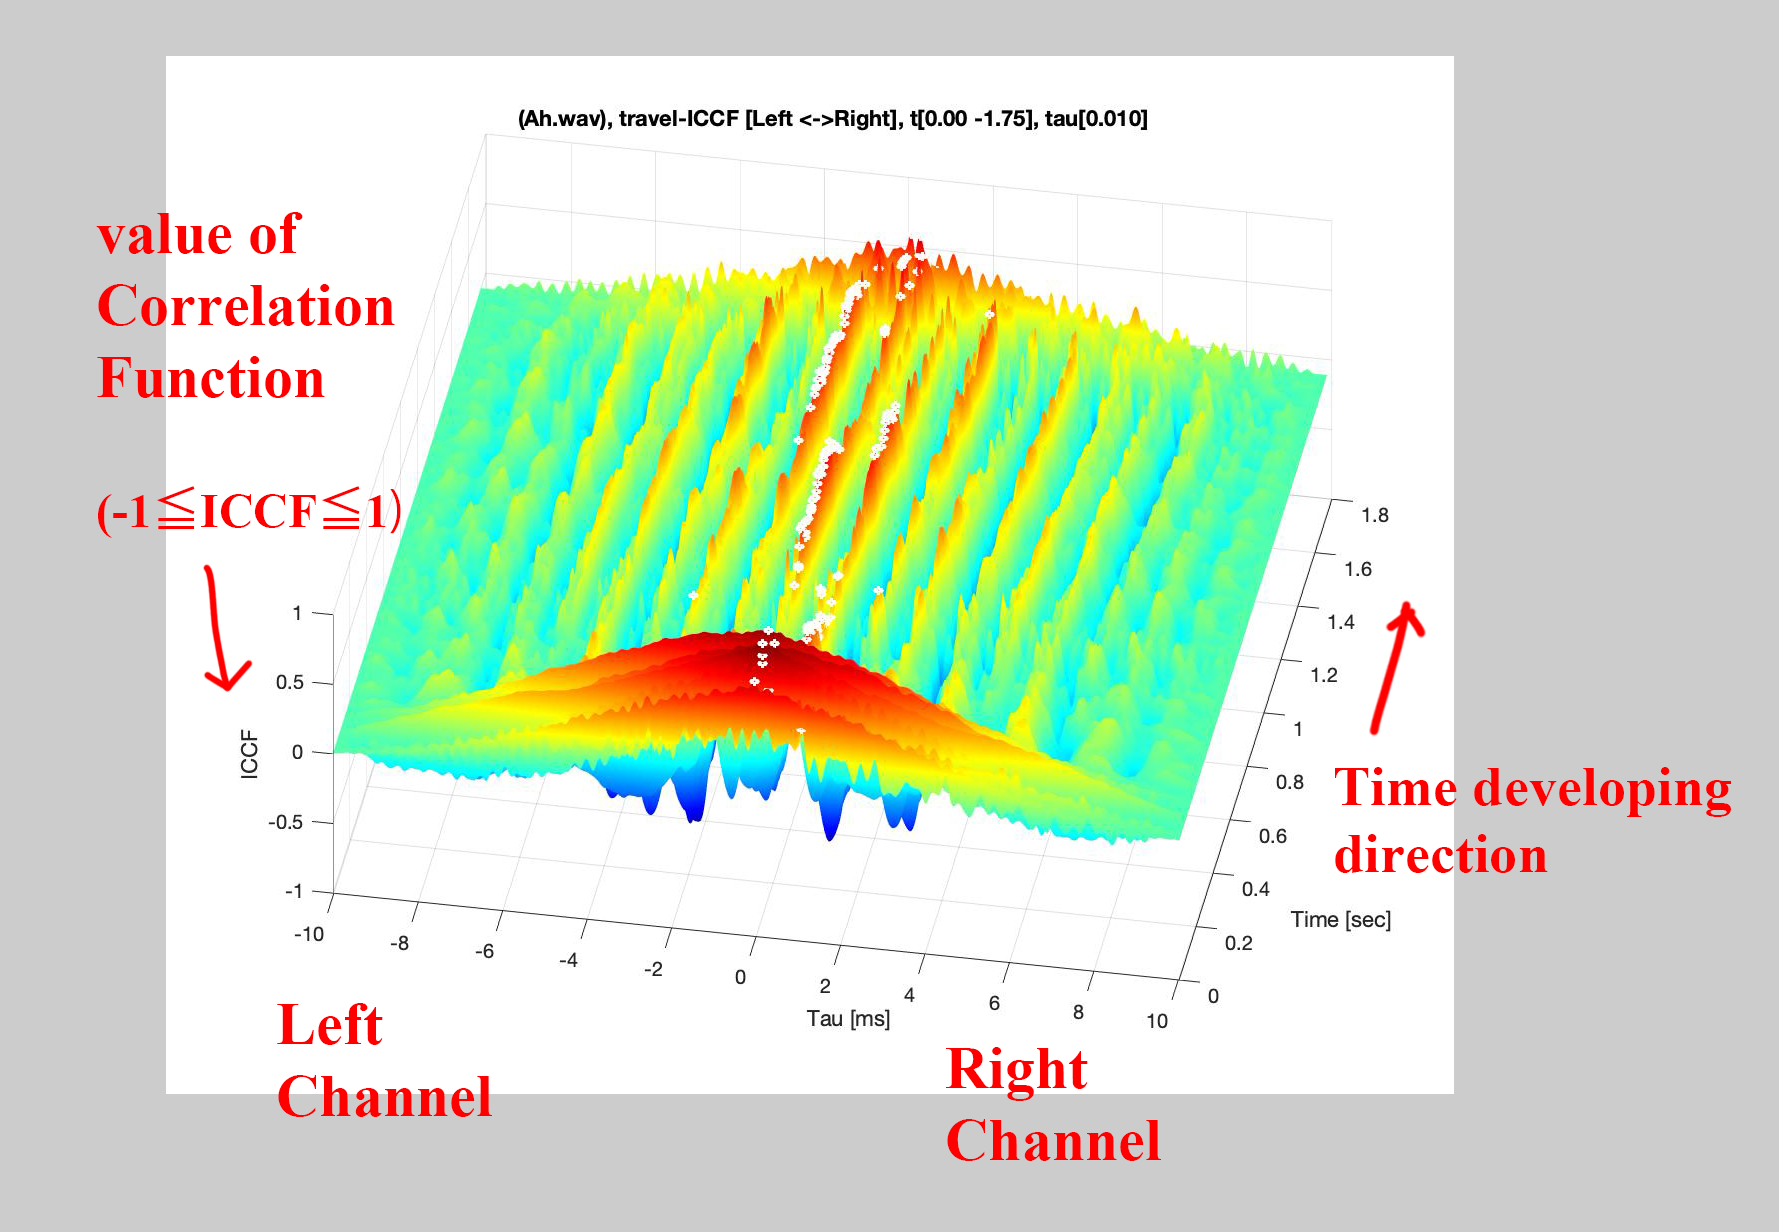 (Ah.wav), travel-ICCF [Left <->Right], t[0.00 -1.75], tau[0.010]
value of
Correlation
Function
(-1≦ICCF≦1)
1
0.5
0
-0.5
-1
ICCF
-10
-8
-6
-4
-2
0
2
4
6
8
10
Tau [ms]
0
0.2
0.4
0.6
0.8
1
1.2
1.4
1.6
1.8
Time [sec]
Time developing
direction
Left
Channel
Right
Channel